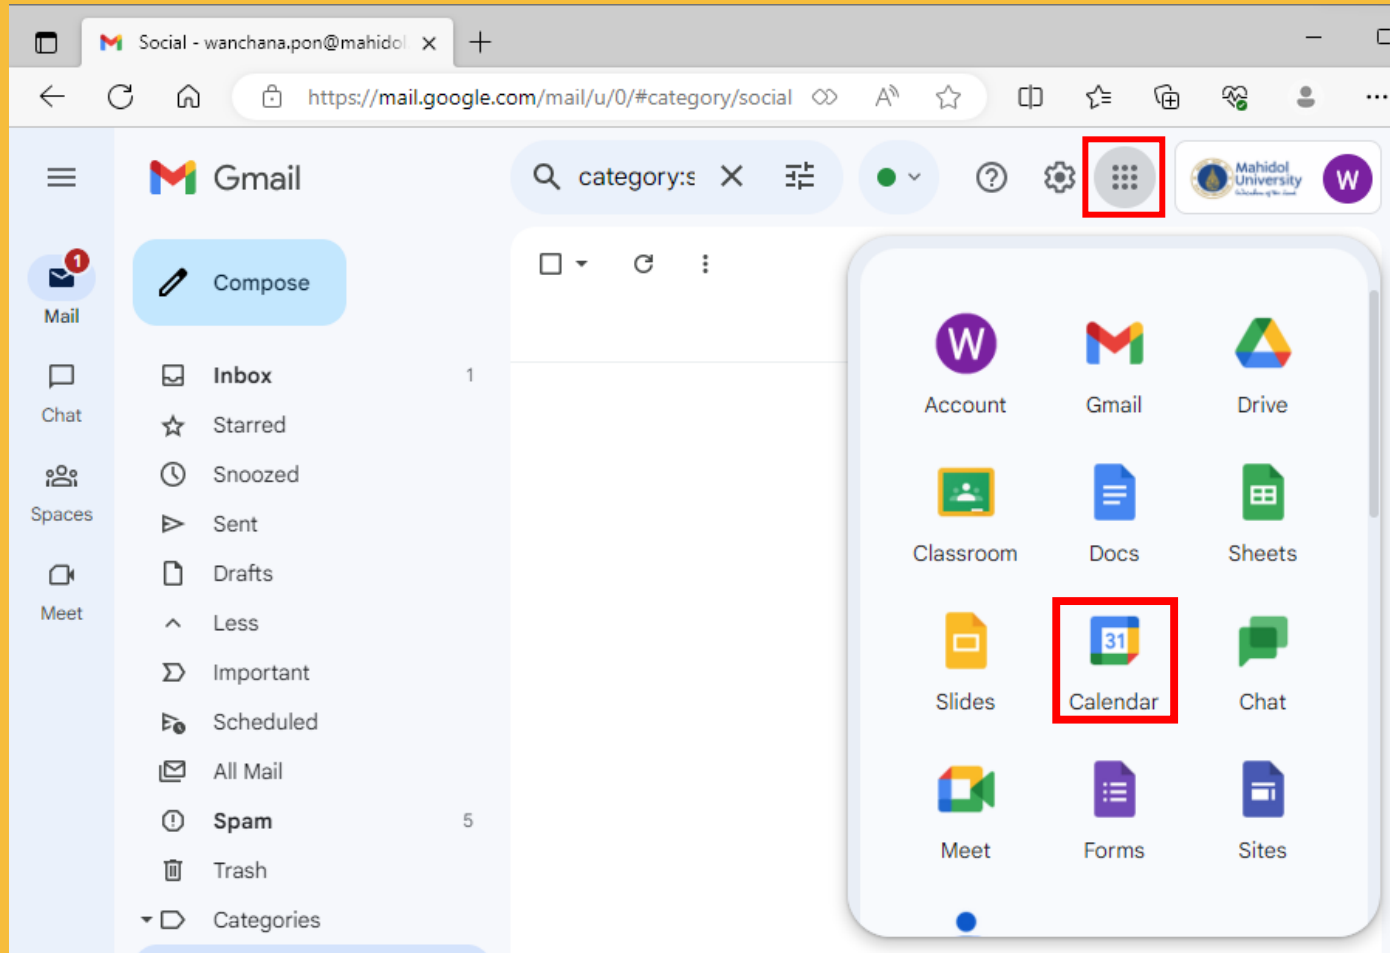 Social - wanchana.pon@mahidol
https://mail.google.com/mail/u/0/#category/social
Gmail
category:s
Mahidol
University
W
1
Mail
Chat
Spaces
Meet
Compose
Inbox 1
Starred
Snoozed
Sent
Drafts
Less
Important
Scheduled
All Mail
Spam 5
Trash
Categories
W
Account Gmail Drive
Classroom Docs Sheets
31
Slides Calendar Chat
Meet Forms Sites